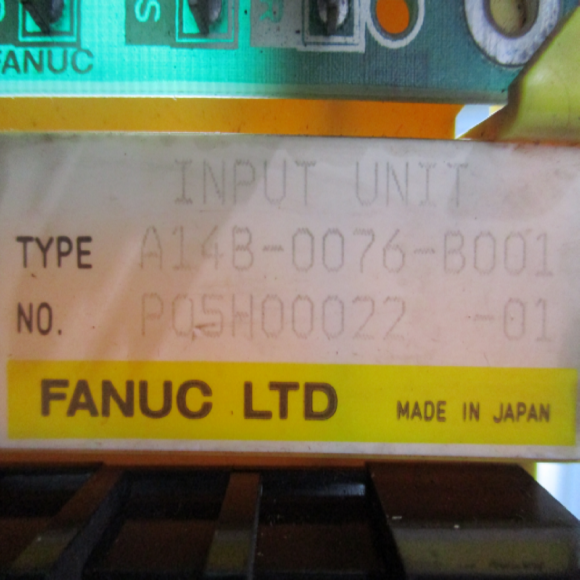 S
R
FANUC
INPUT UNIT
TYPE A14B-0076-B001
NO. P05H00022 -01
FANUC LTD MADE IN JAPAN